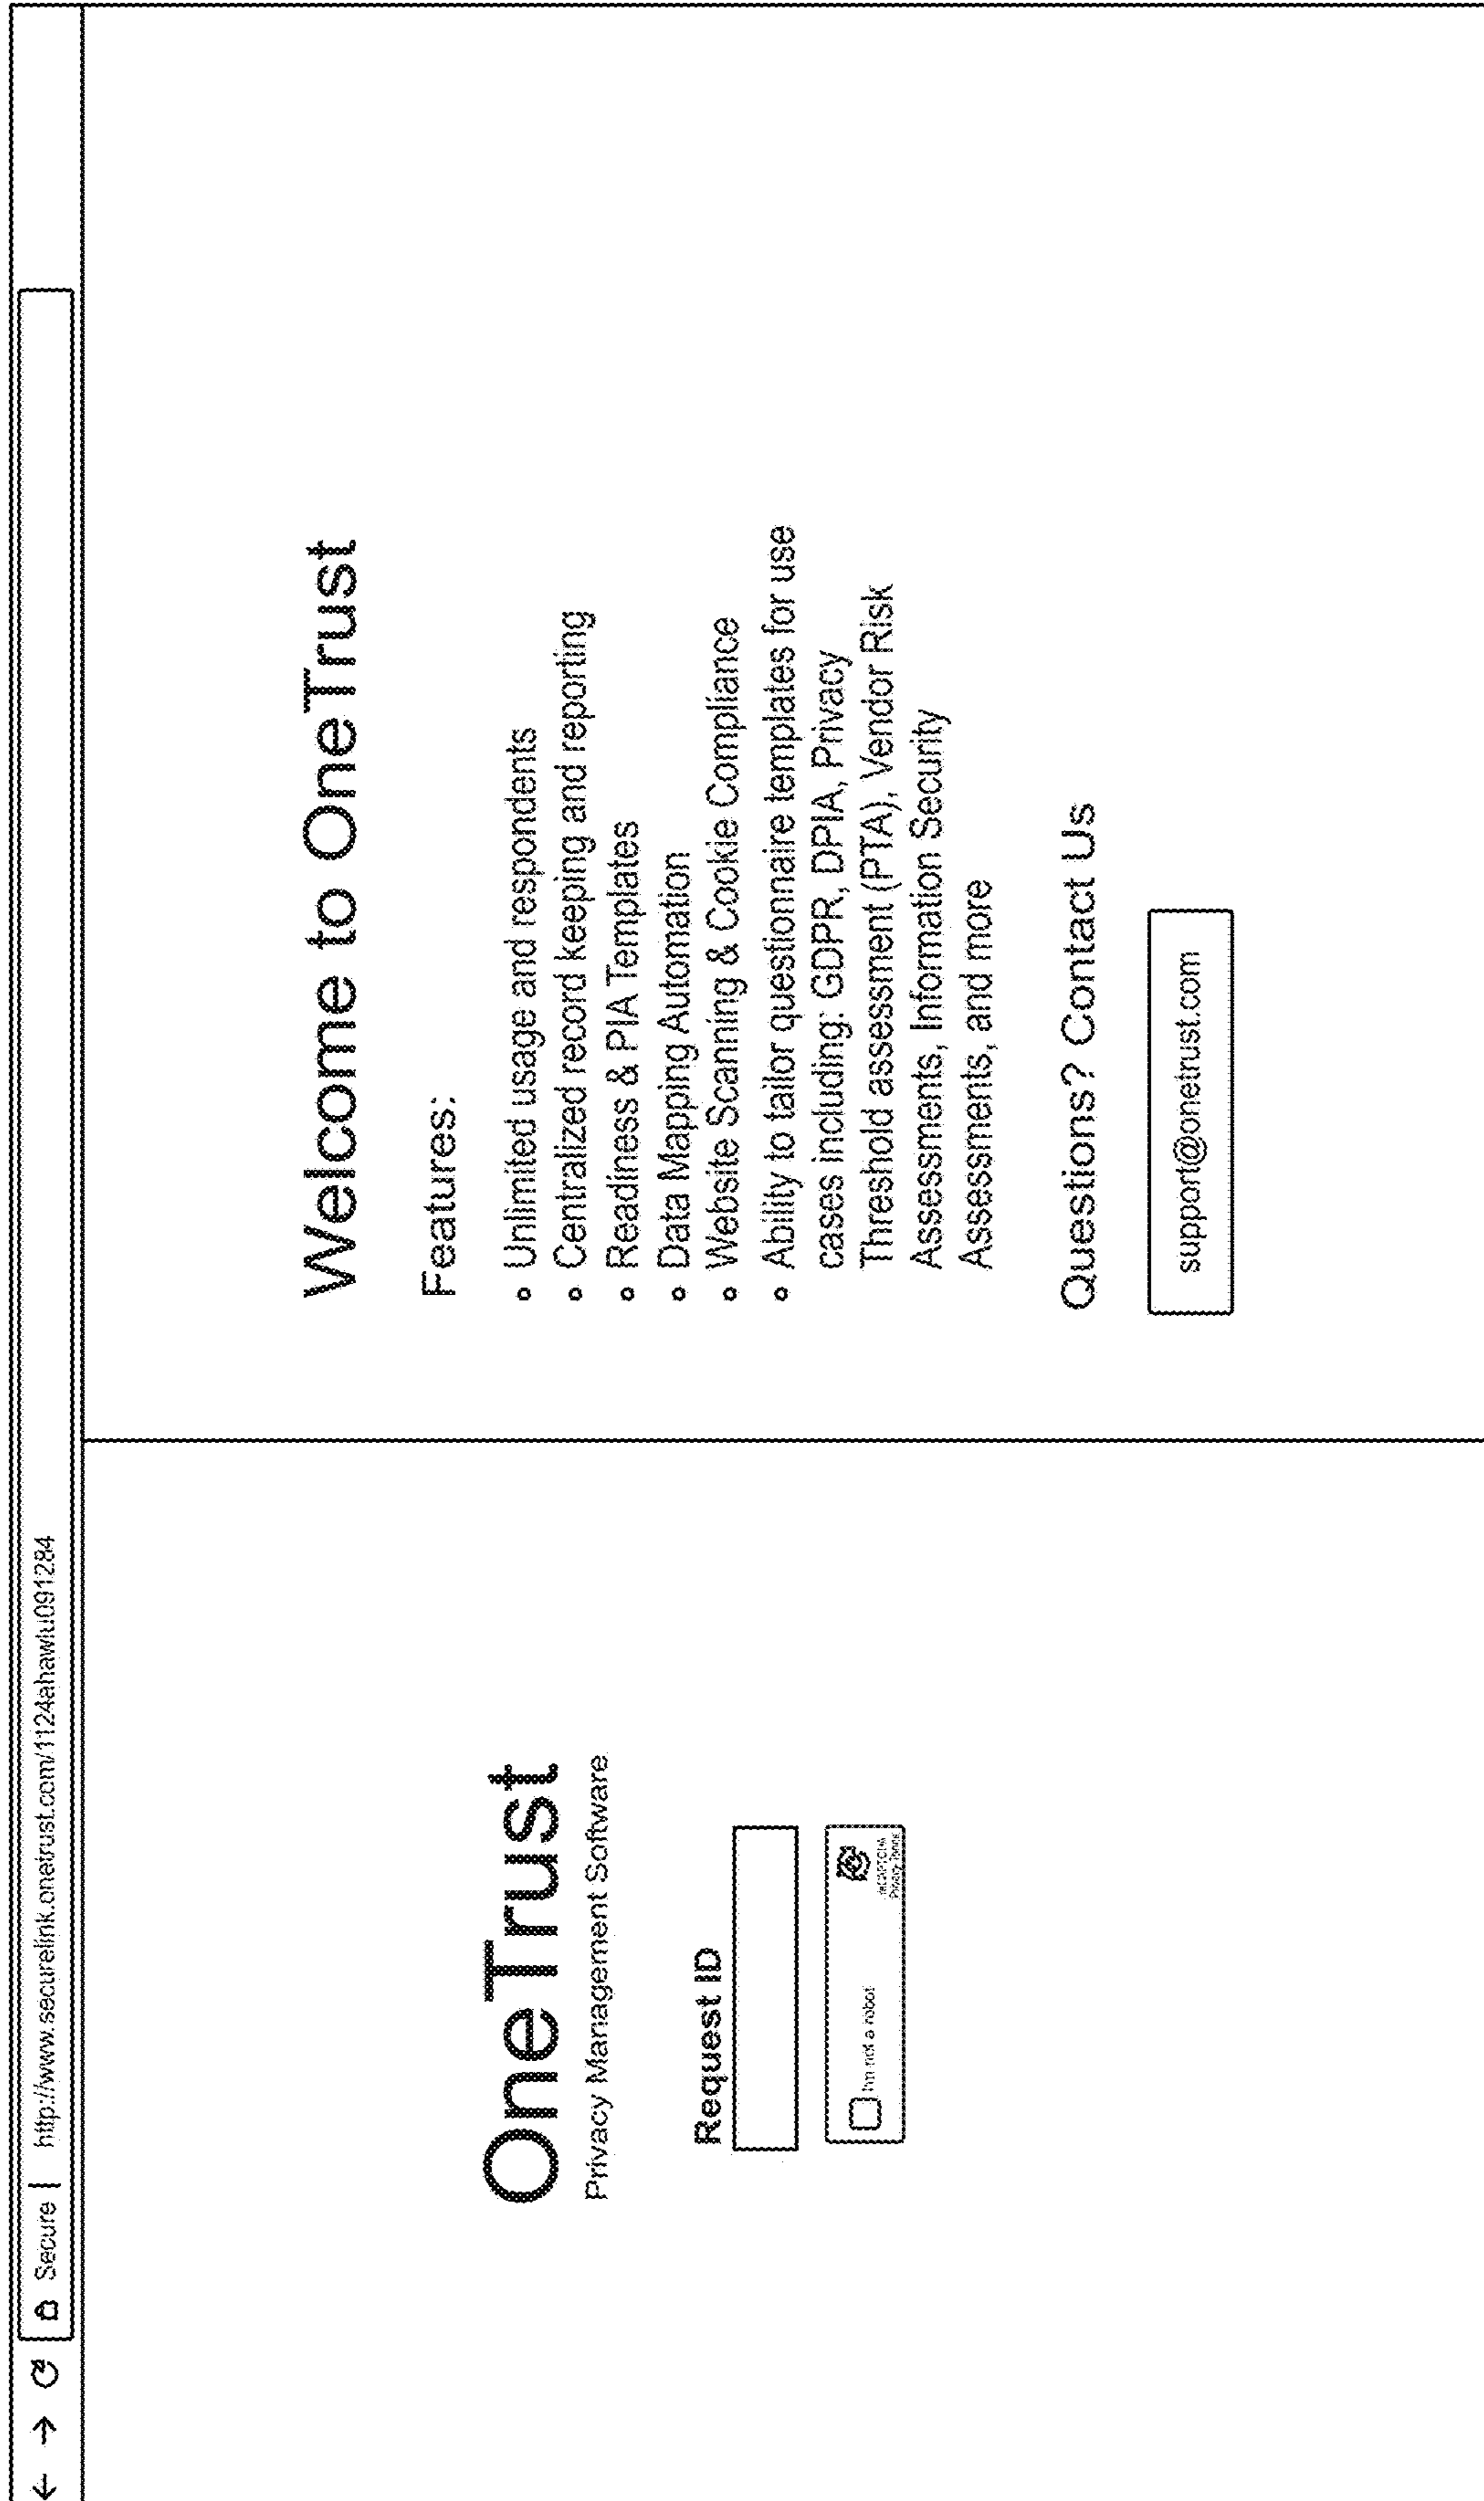 Secure | http://www.securelink.onetrust.com/1124ahawlu091284
OneTrust
Privacy Management Software
Request ID
I'm not a robot
reCAPTCHA
Privacy - Terms
Welcome to OneTrust
Features:
Unlimited usage and respondents
Centralized record keeping and reporting
Readiness & PIA Templates
Data Mapping Automation
Website Scanning & Cookie Compliance
Ability to tailor questionnaire templates for use
cases including: GDPR, DPIA, Privacy
Threshold assessment (PTA), Vendor Risk
Assessments, Information Security
Assessments, and more
Questions? Contact Us
support@onetrust.com